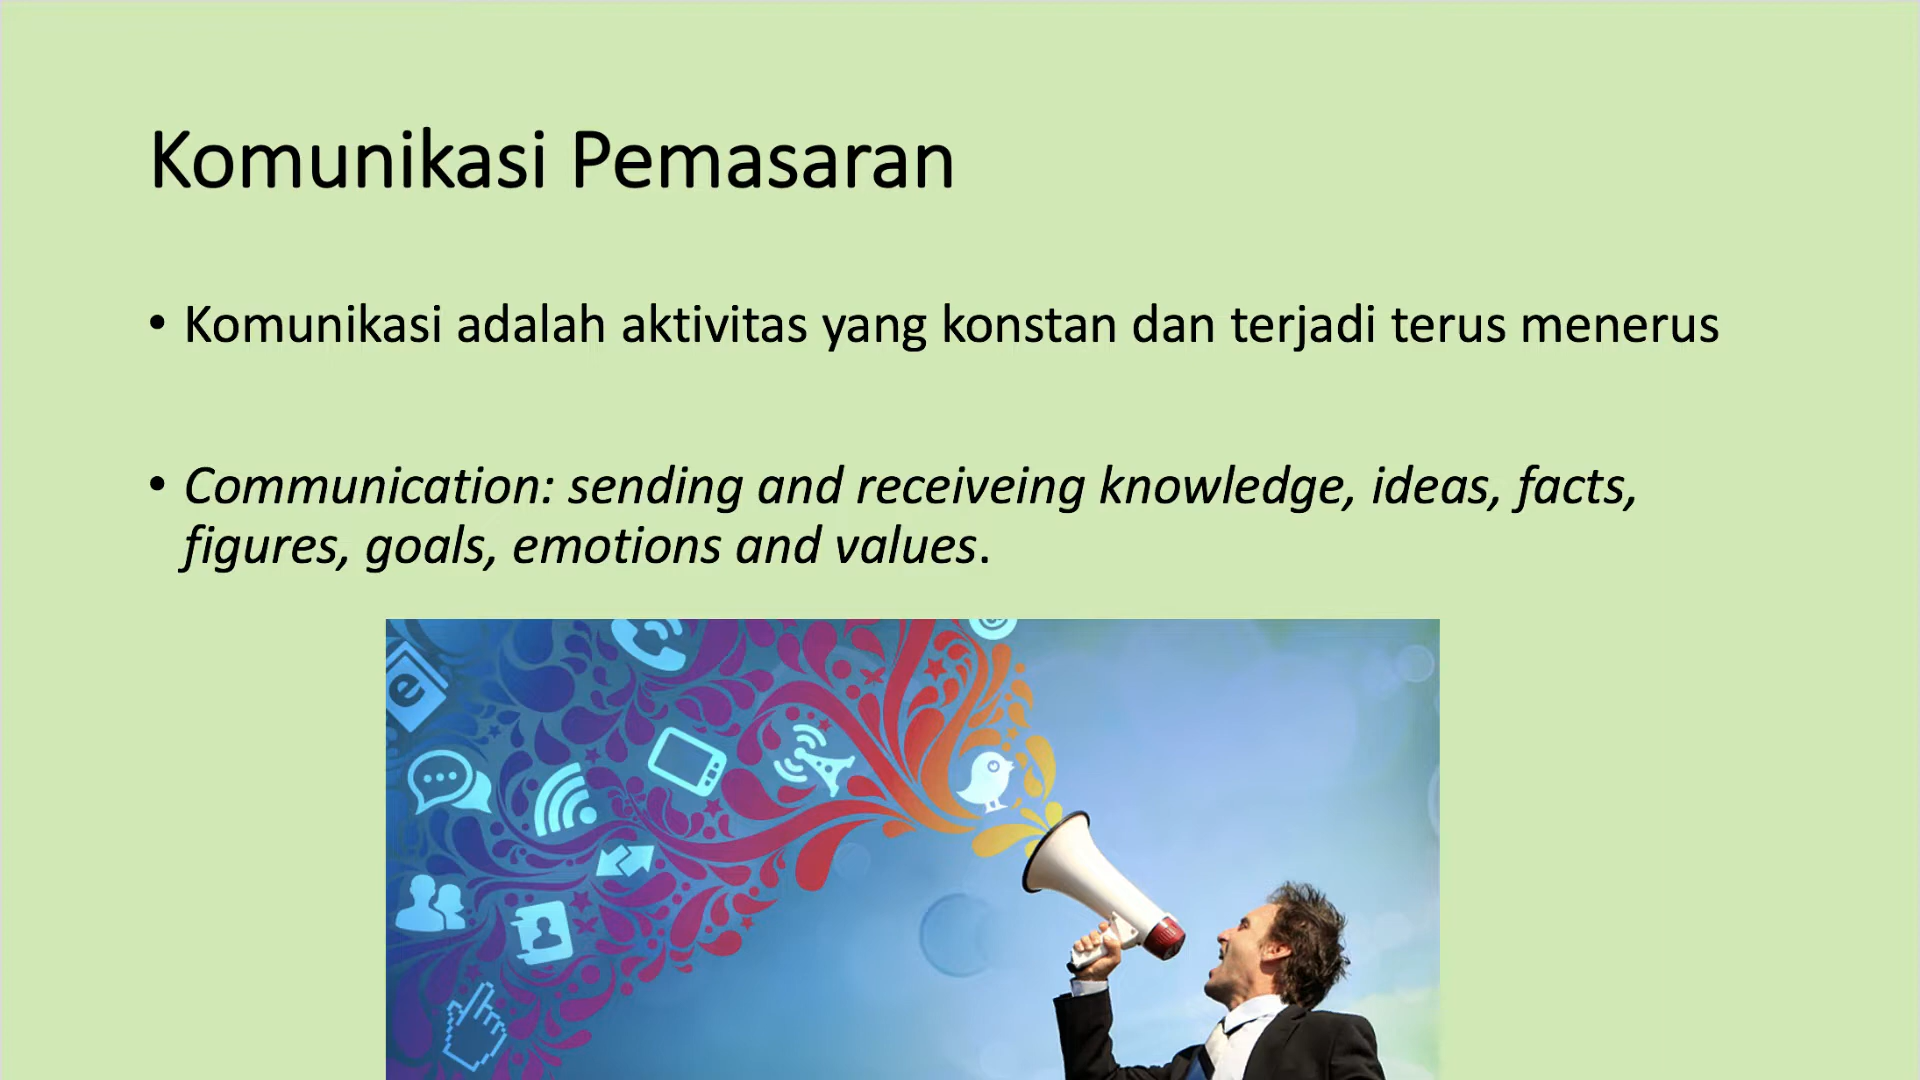 Komunikasi Pemasaran
• Komunikasi adalah aktivitas yang konstan dan terjadi terus menerus
• Communication: sending and receiveing knowledge, ideas, facts,
figures, goals, emotions and values.